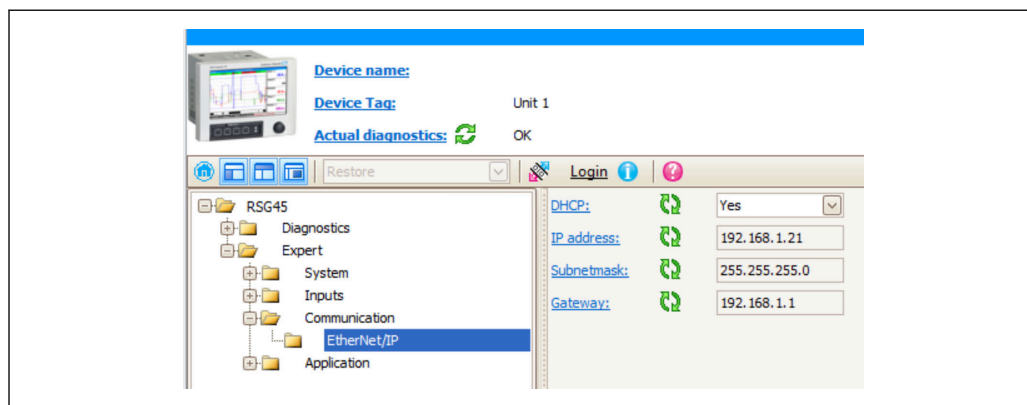 Device name:
Device Tag: Unit 1
Actual diagnostics: OK
Restore Login
RSG45
Diagnostics
Expert
System
Inputs
Communication
EtherNet/IP
Application
DHCP: Yes
IP address: 192.168.1.21
Subnetmask: 255.255.255.0
Gateway: 192.168.1.1